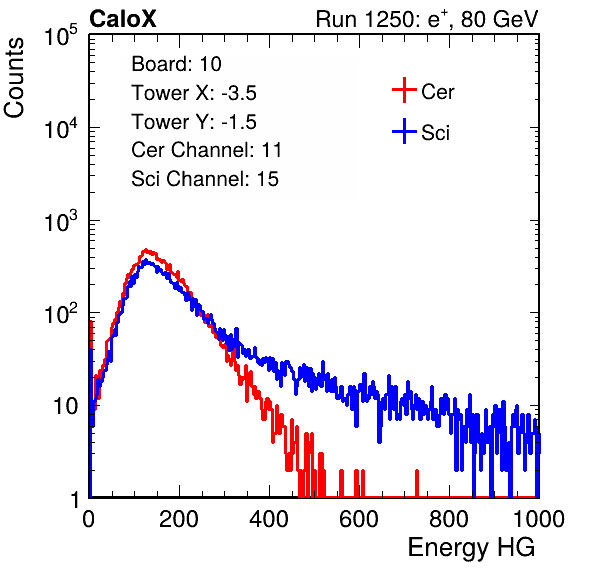 CaloX Run 1250: e⁺, 80 GeV
Board: 10
Tower X: -3.5
Tower Y: -1.5
Cer Channel: 11
Sci Channel: 15
Cer
Sci
Counts
10⁵
10⁴
10³
10²
10
1
0 200 400 600 800 1000
Energy HG